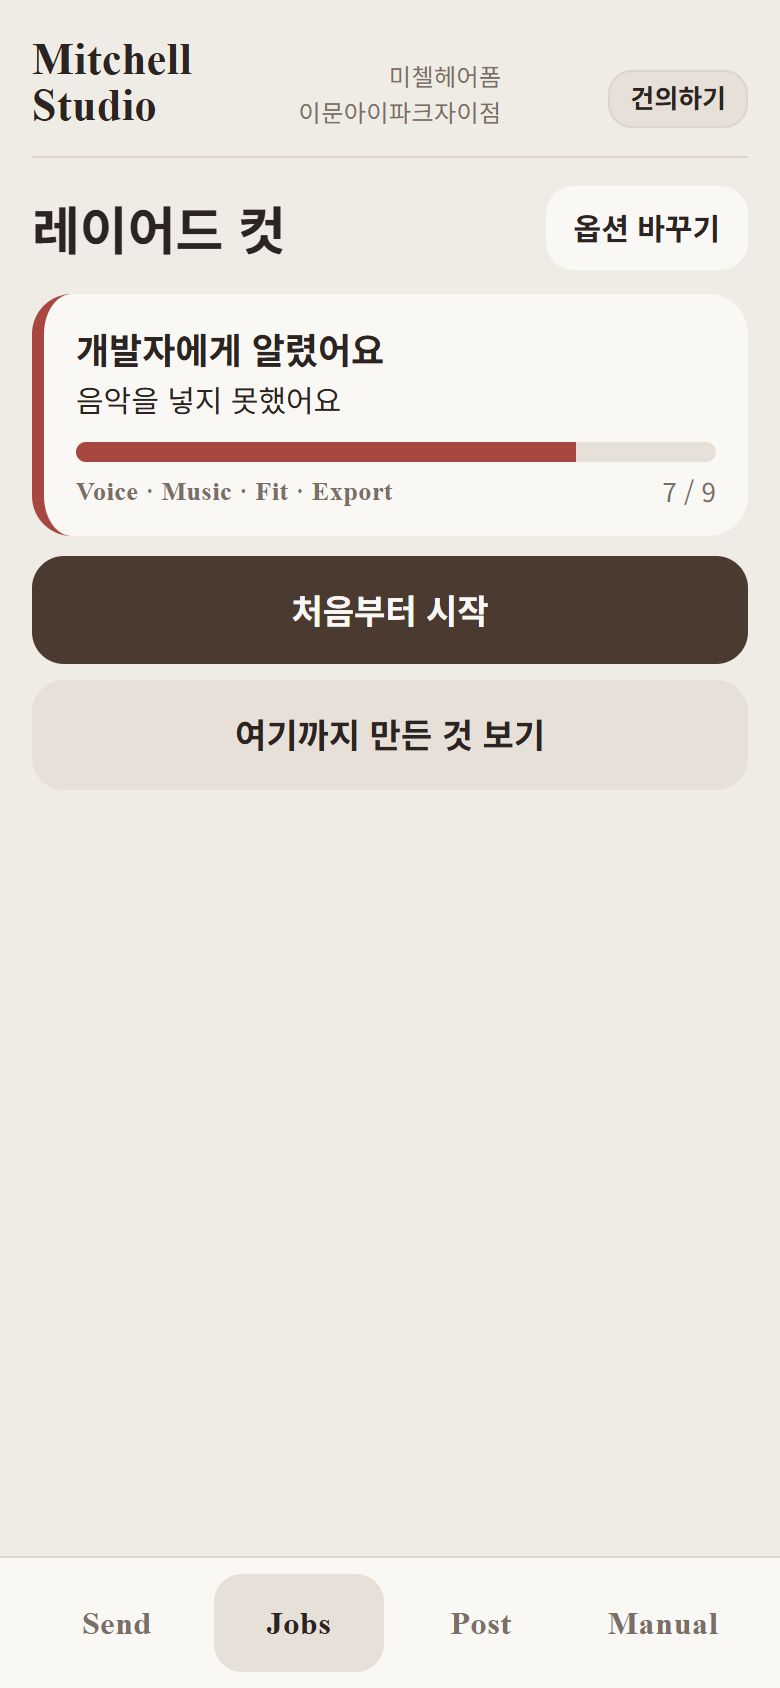 Mitchell
Studio
미첼헤어폼
이문아이파크자이점
건의하기
레이어드 컷
옵션 바꾸기
개발자에게 알렸어요
음악을 넣지 못했어요
Voice · Music · Fit · Export
7 / 9
처음부터 시작
여기까지 만든 것 보기
Send
Jobs
Post
Manual